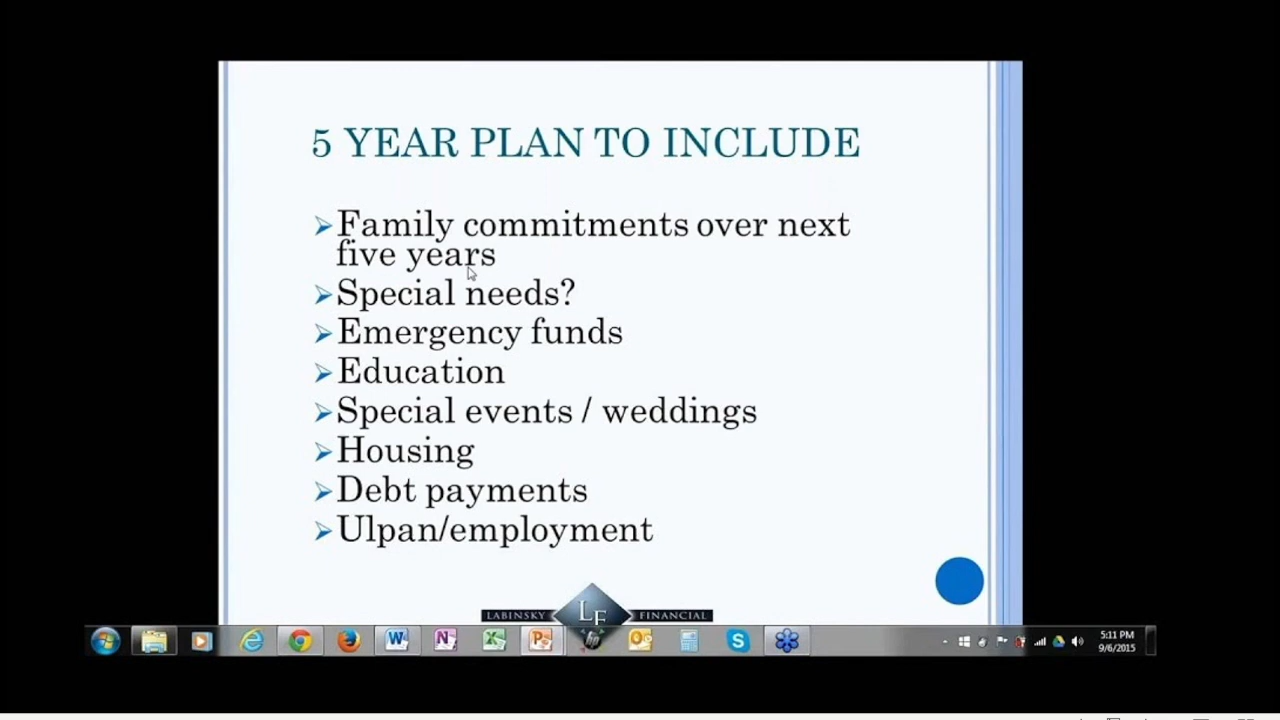 5 YEAR PLAN TO INCLUDE
Family commitments over next
five years
Special needs?
Emergency funds
Education
Special events / weddings
Housing
Debt payments
Ulpan/employment
LABINSKY LF FINANCIAL
5:11 PM
9/6/2015